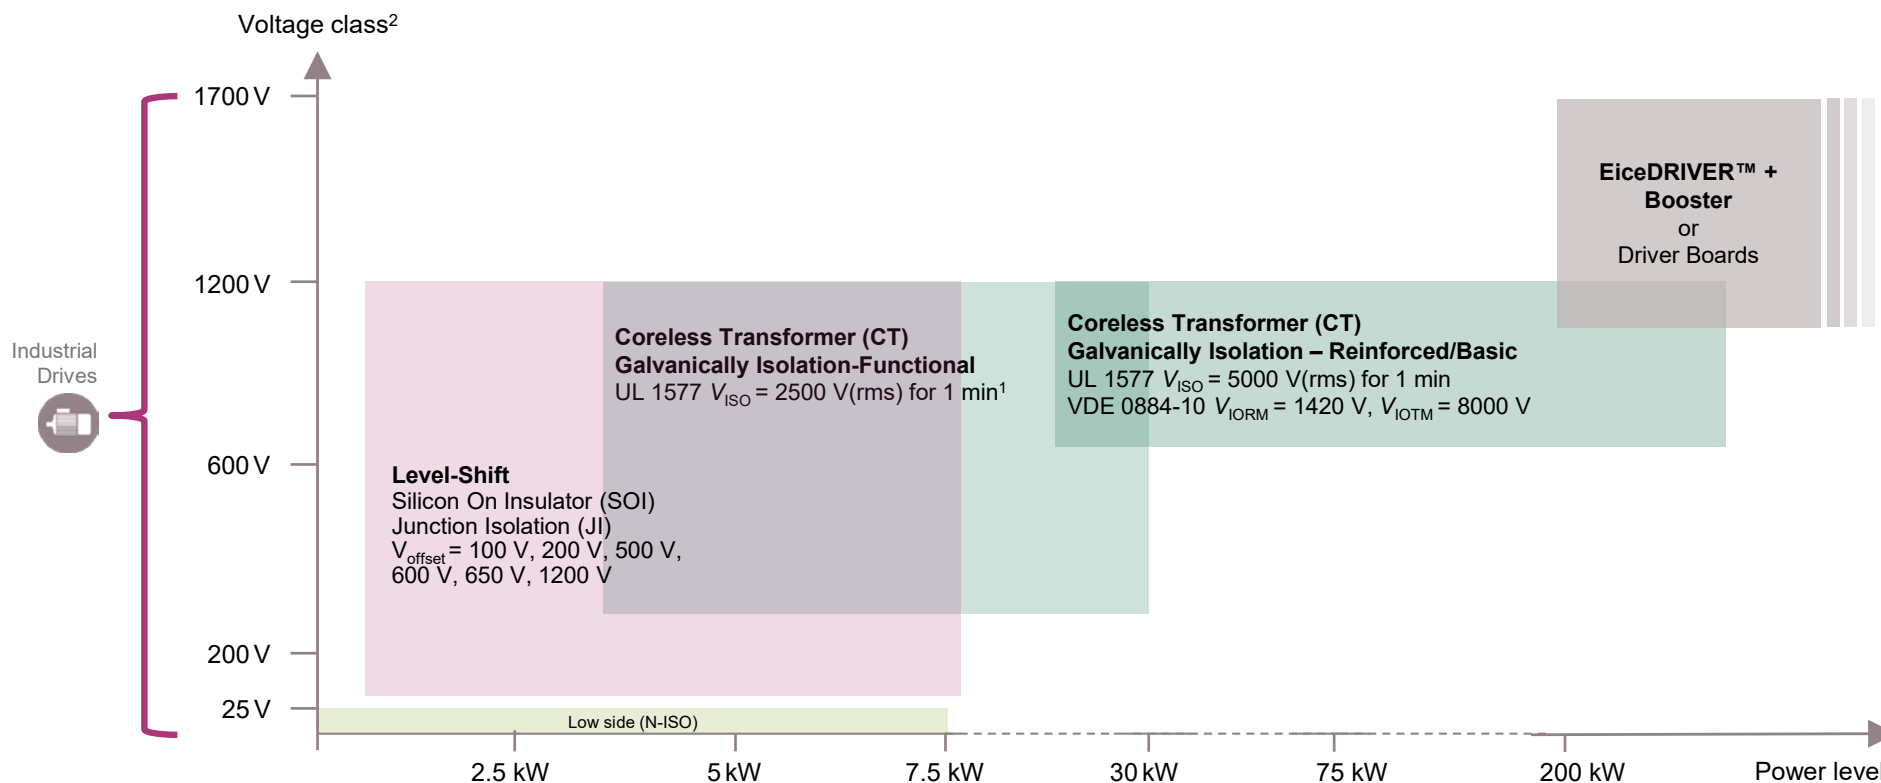 Voltage class²
1700 V
EiceDRIVER™ +
Booster
or
Driver Boards
1200 V
Coreless Transformer (CT)
Galvanically Isolation-Functional
UL 1577 VISO = 2500 V(rms) for 1 min¹
Coreless Transformer (CT)
Galvanically Isolation – Reinforced/Basic
UL 1577 VISO = 5000 V(rms) for 1 min
VDE 0884-10 VIORM = 1420 V, VIOTM = 8000 V
Industrial
Drives
600 V
Level-Shift
Silicon On Insulator (SOI)
Junction Isolation (JI)
Voffset = 100 V, 200 V, 500 V,
600 V, 650 V, 1200 V
200 V
25 V
Low side (N-ISO)
2.5 kW
5 kW
7.5 kW
30 kW
75 kW
200 kW
Power level